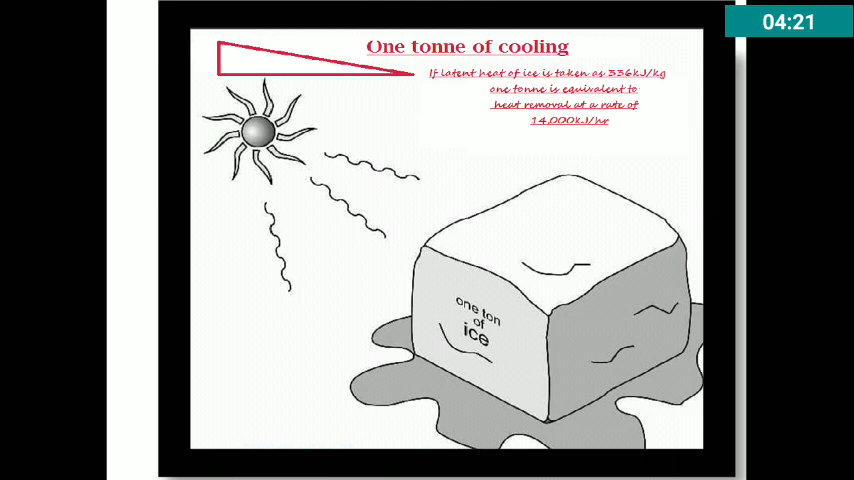 04:21
One tonne of cooling
If latent heat of ice is taken as 336kJ/kg
one tonne is equivalent to
heat removal at a rate of
14,000kJ/hr
one ton
of
ice